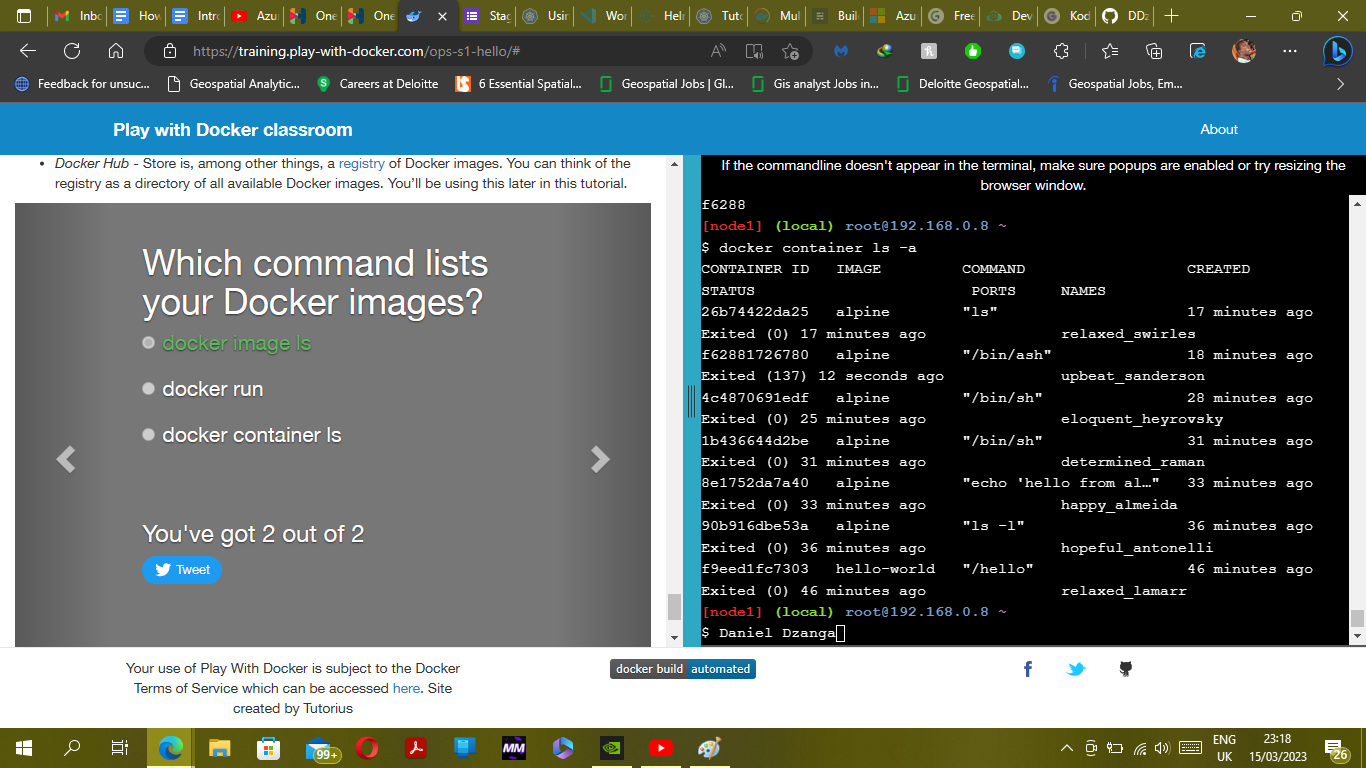 Inbc
How
Intro
Azu
One
One
Stag
Usir
Wor
Helr
Tuto
Mul
Buil
Azu
Free
Dev
Kod
DDz
https://training.play-with-docker.com/ops-s1-hello/#
Feedback for unsuc...
Geospatial Analytic...
Careers at Deloitte
6 Essential Spatial...
Geospatial Jobs | Gl...
Gis analyst Jobs in...
Deloitte Geospatial...
Geospatial Jobs, Em...
Play with Docker classroom
About
• Docker Hub - Store is, among other things, a registry of Docker images. You can think of the
registry as a directory of all available Docker images. You'll be using this later in this tutorial.
Which command lists
your Docker images?
docker image ls
docker run
docker container ls
You've got 2 out of 2
Tweet
If the commandline doesn't appear in the terminal, make sure popups are enabled or try resizing the
browser window.
f6288
[node1] (local) root@192.168.0.8 ~
$ docker container ls -a
CONTAINER ID IMAGE COMMAND CREATED
STATUS PORTS NAMES
26b74422da25 alpine "ls" 17 minutes ago
Exited (0) 17 minutes ago relaxed_swirles
f62881726780 alpine "/bin/ash" 18 minutes ago
Exited (137) 12 seconds ago upbeat_sanderson
4c4870691edf alpine "/bin/sh" 28 minutes ago
Exited (0) 25 minutes ago eloquent_heyrovsky
1b436644d2be alpine "/bin/sh" 31 minutes ago
Exited (0) 31 minutes ago determined_raman
8e1752da7a40 alpine "echo 'hello from al…" 33 minutes ago
Exited (0) 33 minutes ago happy_almeida
90b916dbe53a alpine "ls -l" 36 minutes ago
Exited (0) 36 minutes ago hopeful_antonelli
f9eed1fc7303 hello-world "/hello" 46 minutes ago
Exited (0) 46 minutes ago relaxed_lamarr
[node1] (local) root@192.168.0.8 ~
$ Daniel Dzanga
Your use of Play With Docker is subject to the Docker
Terms of Service which can be accessed here. Site
created by Tutorius
docker build automated
99+
MM
ENG
UK
23:18
15/03/2023
26